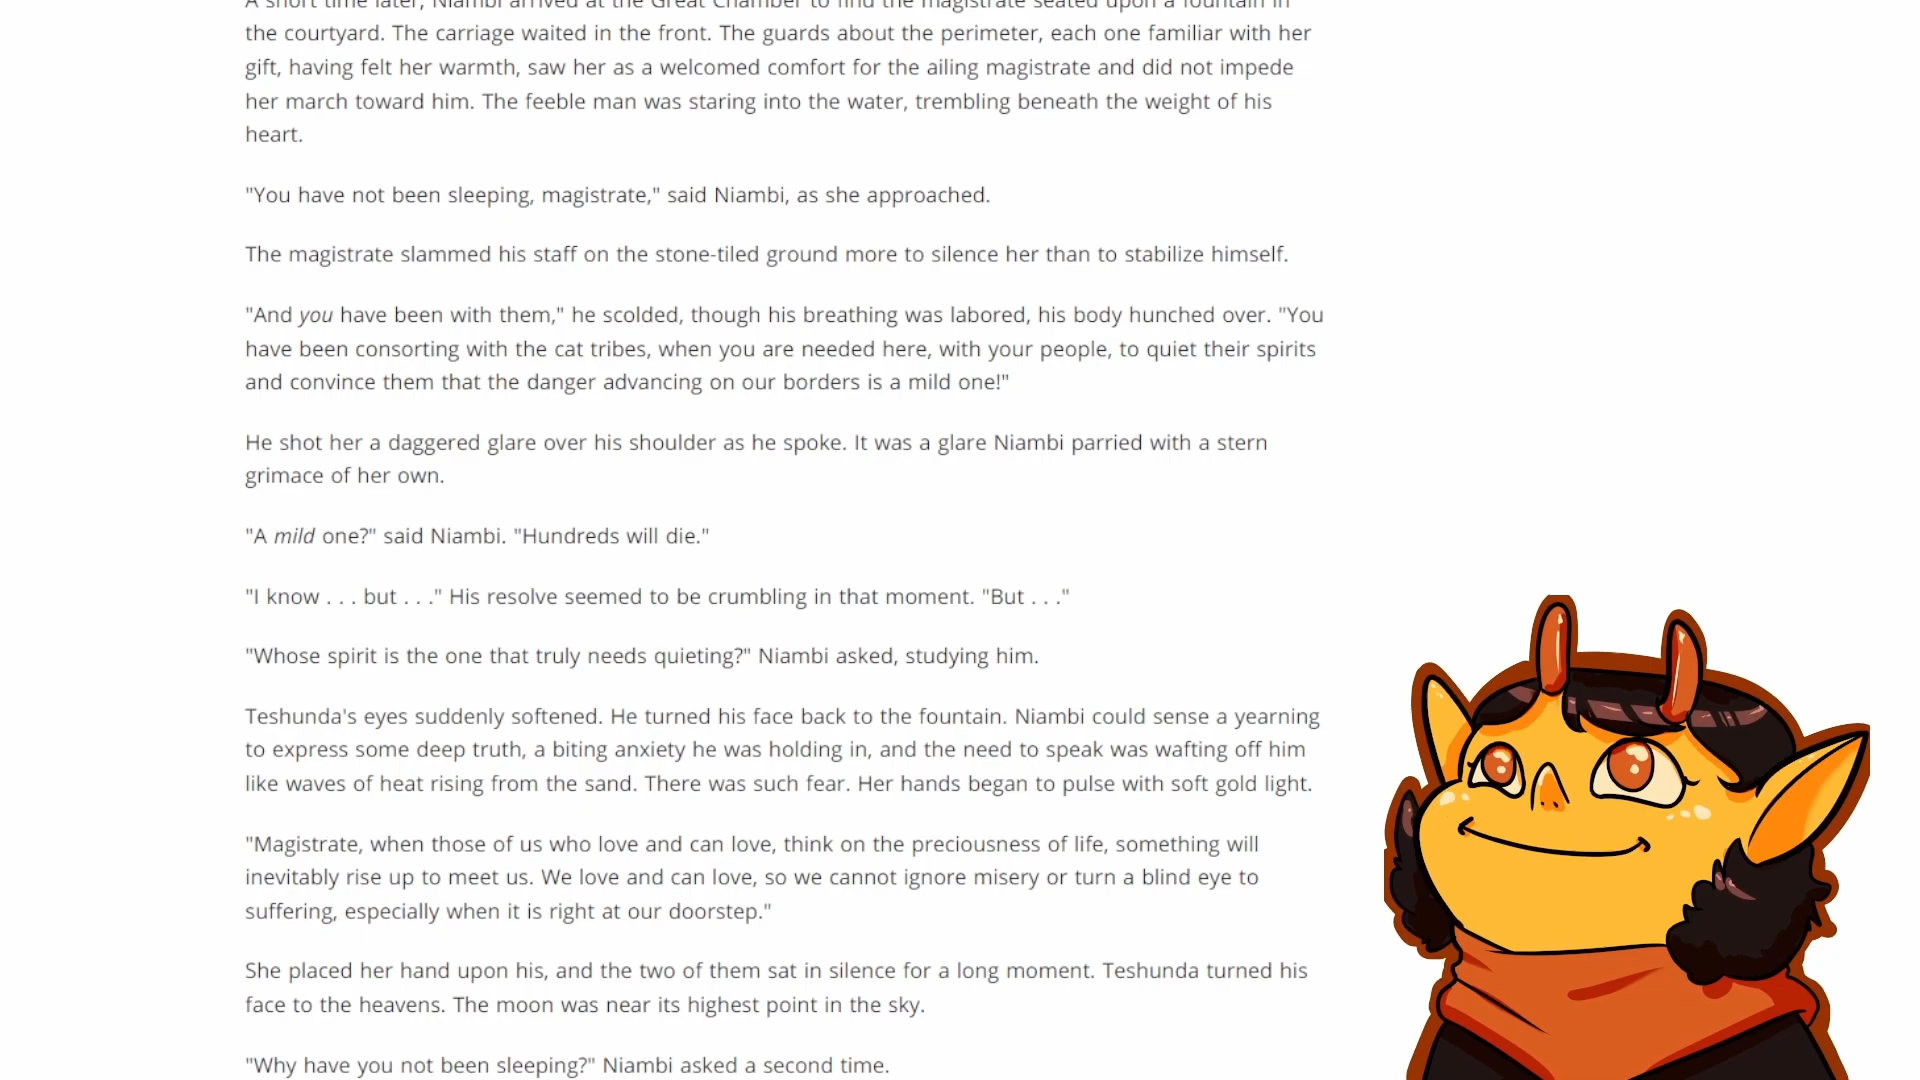 A short time later, Niambi arrived at the Great Chamber to find the magistrate seated upon a fountain in
the courtyard. The carriage waited in the front. The guards about the perimeter, each one familiar with her
gift, having felt her warmth, saw her as a welcomed comfort for the ailing magistrate and did not impede
her march toward him. The feeble man was staring into the water, trembling beneath the weight of his
heart.
"You have not been sleeping, magistrate," said Niambi, as she approached.
The magistrate slammed his staff on the stone-tiled ground more to silence her than to stabilize himself.
"And you have been with them," he scolded, though his breathing was labored, his body hunched over. "You
have been consorting with the cat tribes, when you are needed here, with your people, to quiet their spirits
and convince them that the danger advancing on our borders is a mild one!"
He shot her a daggered glare over his shoulder as he spoke. It was a glare Niambi parried with a stern
grimace of her own.
"A mild one?" said Niambi. "Hundreds will die."
"I know . . . but . . ." His resolve seemed to be crumbling in that moment. "But . . ."
"Whose spirit is the one that truly needs quieting?" Niambi asked, studying him.
Teshunda's eyes suddenly softened. He turned his face back to the fountain. Niambi could sense a yearning
to express some deep truth, a biting anxiety he was holding in, and the need to speak was wafting off him
like waves of heat rising from the sand. There was such fear. Her hands began to pulse with soft gold light.
"Magistrate, when those of us who love and can love, think on the preciousness of life, something will
inevitably rise up to meet us. We love and can love, so we cannot ignore misery or turn a blind eye to
suffering, especially when it is right at our doorstep."
She placed her hand upon his, and the two of them sat in silence for a long moment. Teshunda turned his
face to the heavens. The moon was near its highest point in the sky.
"Why have you not been sleeping?" Niambi asked a second time.